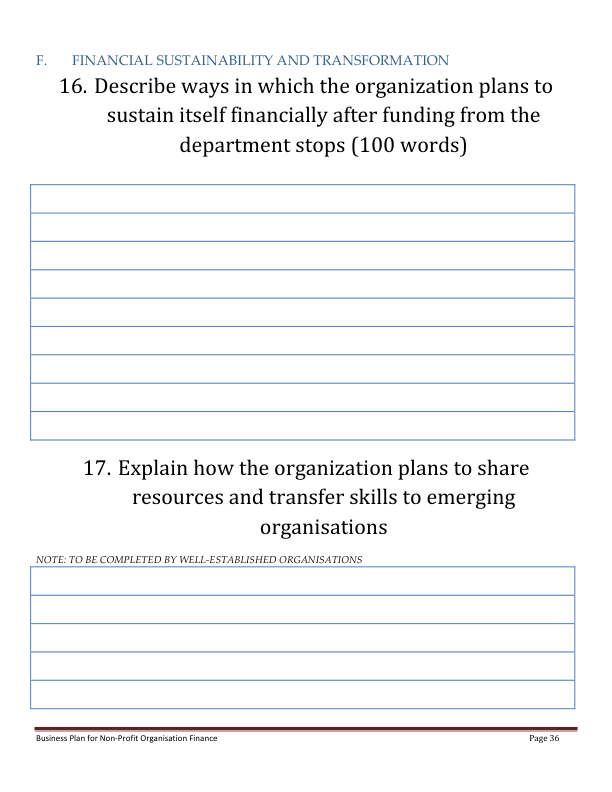 F. FINANCIAL SUSTAINABILITY AND TRANSFORMATION
16. Describe ways in which the organization plans to
sustain itself financially after funding from the
department stops (100 words)
17. Explain how the organization plans to share
resources and transfer skills to emerging
organisations
NOTE: TO BE COMPLETED BY WELL-ESTABLISHED ORGANISATIONS
Business Plan for Non-Profit Organisation Finance Page 36